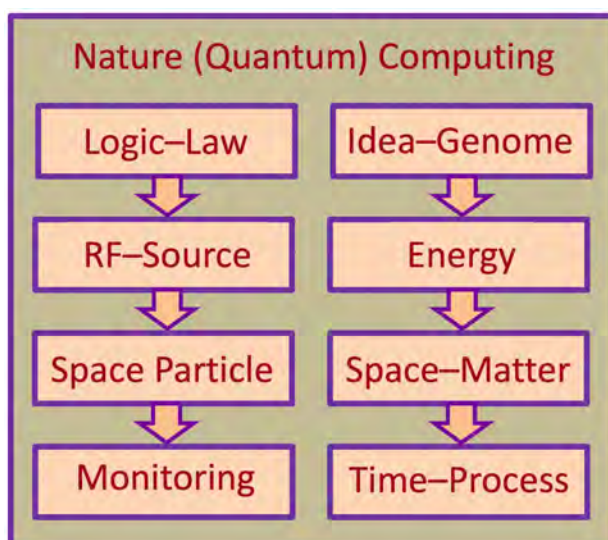 Nature (Quantum) Computing
Logic–Law
Idea–Genome
RF–Source
Energy
Space Particle
Space–Matter
Monitoring
Time–Process